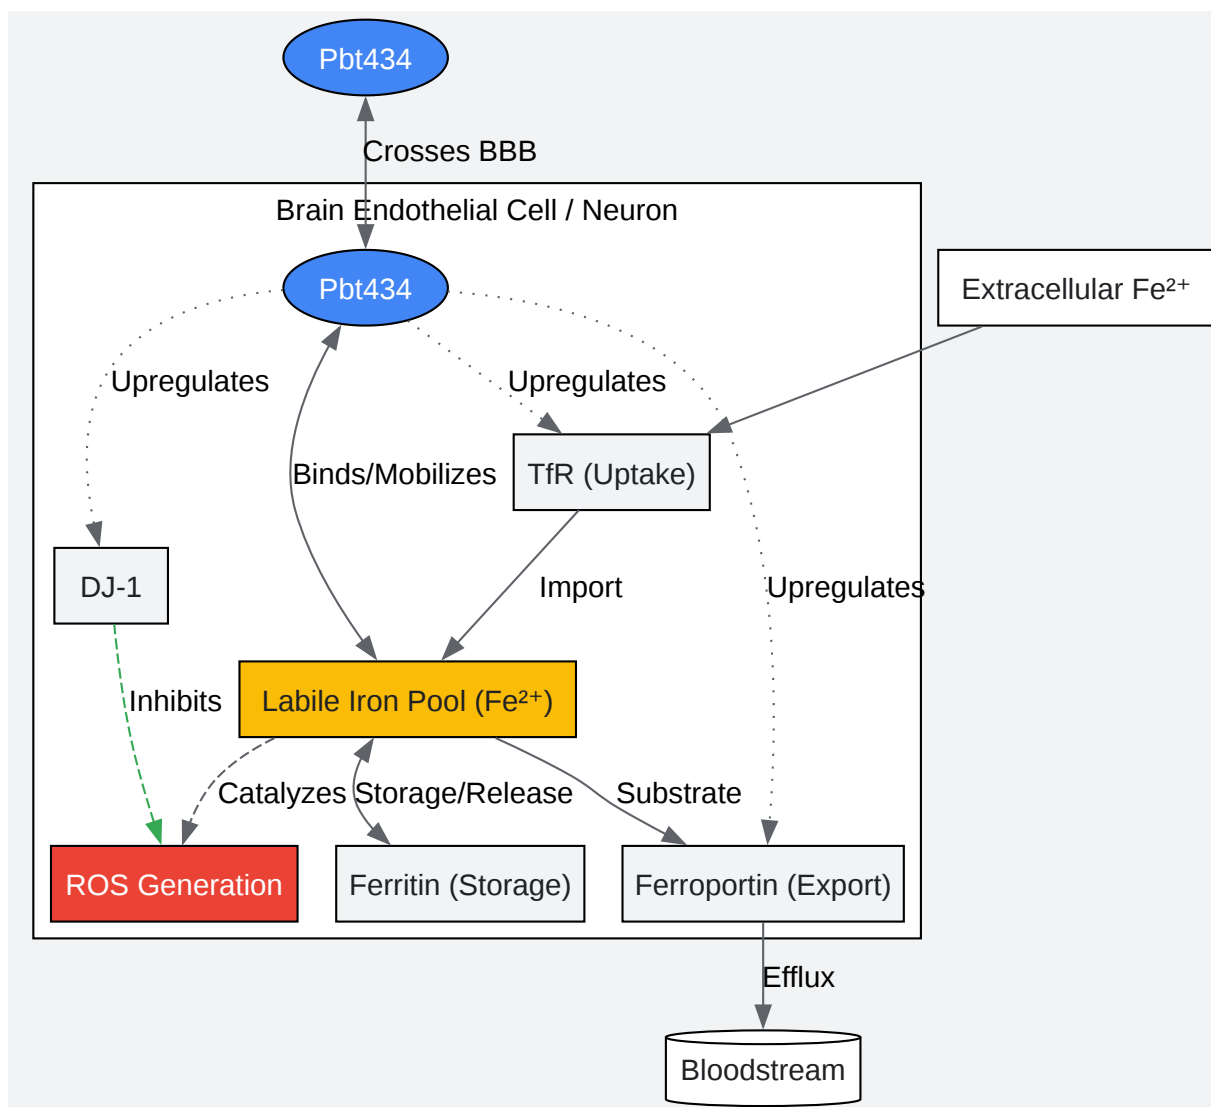 Pbt434
Crosses BBB
Brain Endothelial Cell / Neuron
Pbt434
Extracellular Fe²⁺
Upregulates
Upregulates
Binds/Mobilizes
TfR (Uptake)
DJ-1
Import
Upregulates
Inhibits
Labile Iron Pool (Fe²⁺)
Catalyzes
Storage/Release
Substrate
ROS Generation
Ferritin (Storage)
Ferroportin (Export)
Efflux
Bloodstream